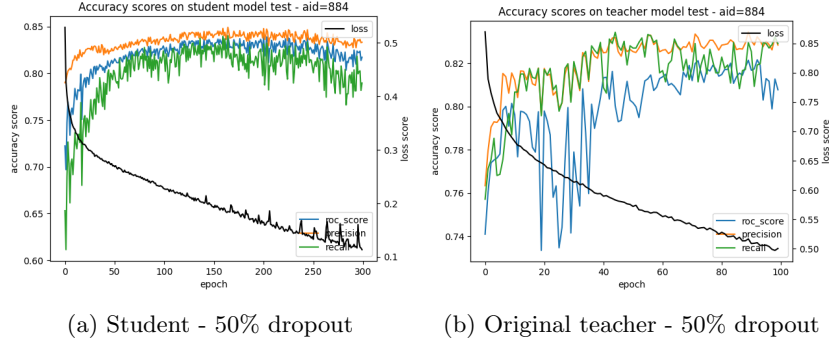 Accuracy scores on student model test - aid=884
loss
0.85
0.80
0.75
0.70
0.65
0.60
accuracy score
0.5
0.4
0.3
0.2
0.1
loss score
roc_score
precision
recall
0
50
100
150
200
250
300
epoch
(a) Student - 50% dropout
Accuracy scores on teacher model test - aid=884
loss
0.82
0.80
0.78
0.76
0.74
accuracy score
0.85
0.80
0.75
0.70
0.65
0.60
0.55
0.50
loss score
roc_score
precision
recall
0
20
40
60
80
100
epoch
(b) Original teacher - 50% dropout